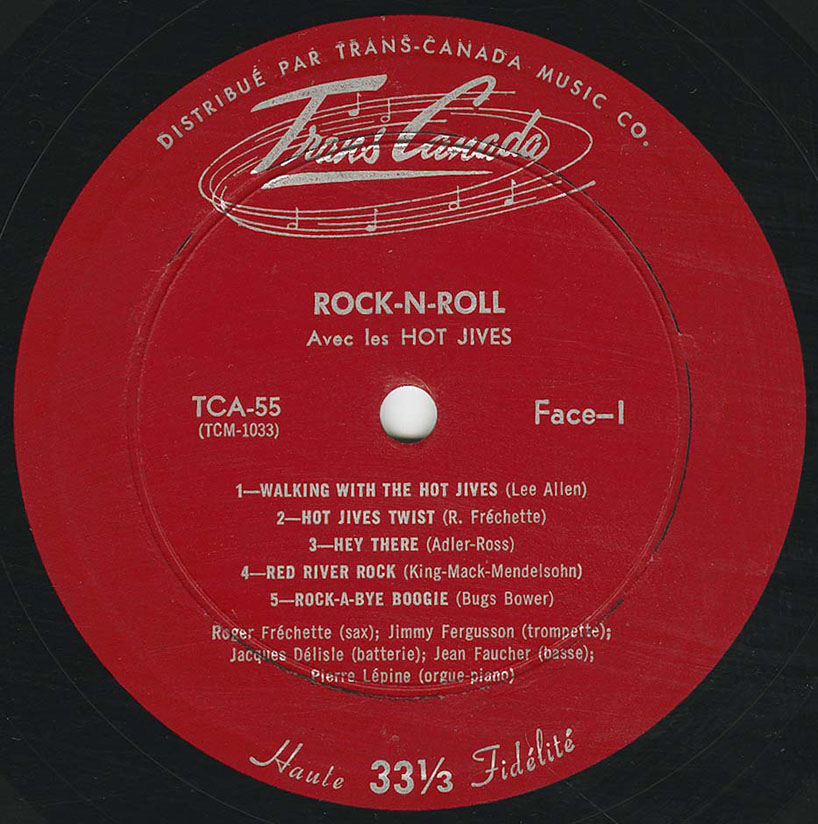 DISTRIBUÉ PAR TRANS-CANADA MUSIC CO.
Trans Canada
ROCK-N-ROLL
Avec les HOT JIVES
TCA-55
(TCM-1033)
Face—1
1—WALKING WITH THE HOT JIVES (Lee Allen)
2—HOT JIVES TWIST (R. Fréchette)
3—HEY THERE (Adler-Ross)
4—RED RIVER ROCK (King-Mack-Mendelsohn)
5—ROCK-A-BYE BOOGIE (Bugs Bower)
Roger Fréchette (sax); Jimmy Fergusson (trompette);
Jacques Délisle (batterie); Jean Faucher (basse);
Pierre Lépine (orgue-piano)
Haute 33⅓ Fidélité